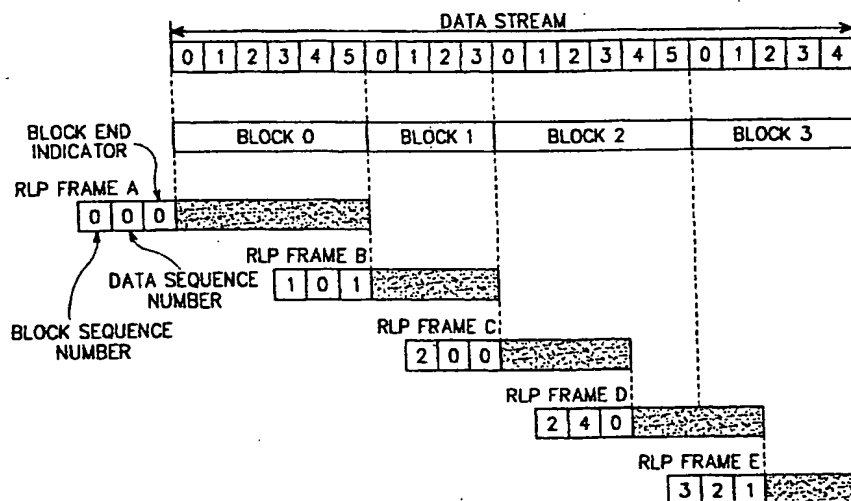 DATA STREAM
0 1 2 3 4 5 0 1 2 3 0 1 2 3 4 5 0 1 2 3 4
BLOCK 0 BLOCK 1 BLOCK 2 BLOCK 3
BLOCK END
INDICATOR
RLP FRAME A
0 0 0
DATA SEQUENCE
NUMBER
BLOCK SEQUENCE
NUMBER
RLP FRAME B
1 0 1
RLP FRAME C
2 0 0
RLP FRAME D
2 4 0
RLP FRAME E
3 2 1